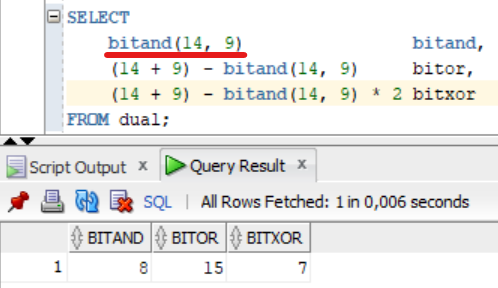 SELECT
bitand(14, 9) bitand,
(14 + 9) - bitand(14, 9) bitor,
(14 + 9) - bitand(14, 9) * 2 bitxor
FROM dual;
Script Output x Query Result x
SQL | All Rows Fetched: 1 in 0,006 seconds
BITAND BITOR BITXOR
1 8 15 7